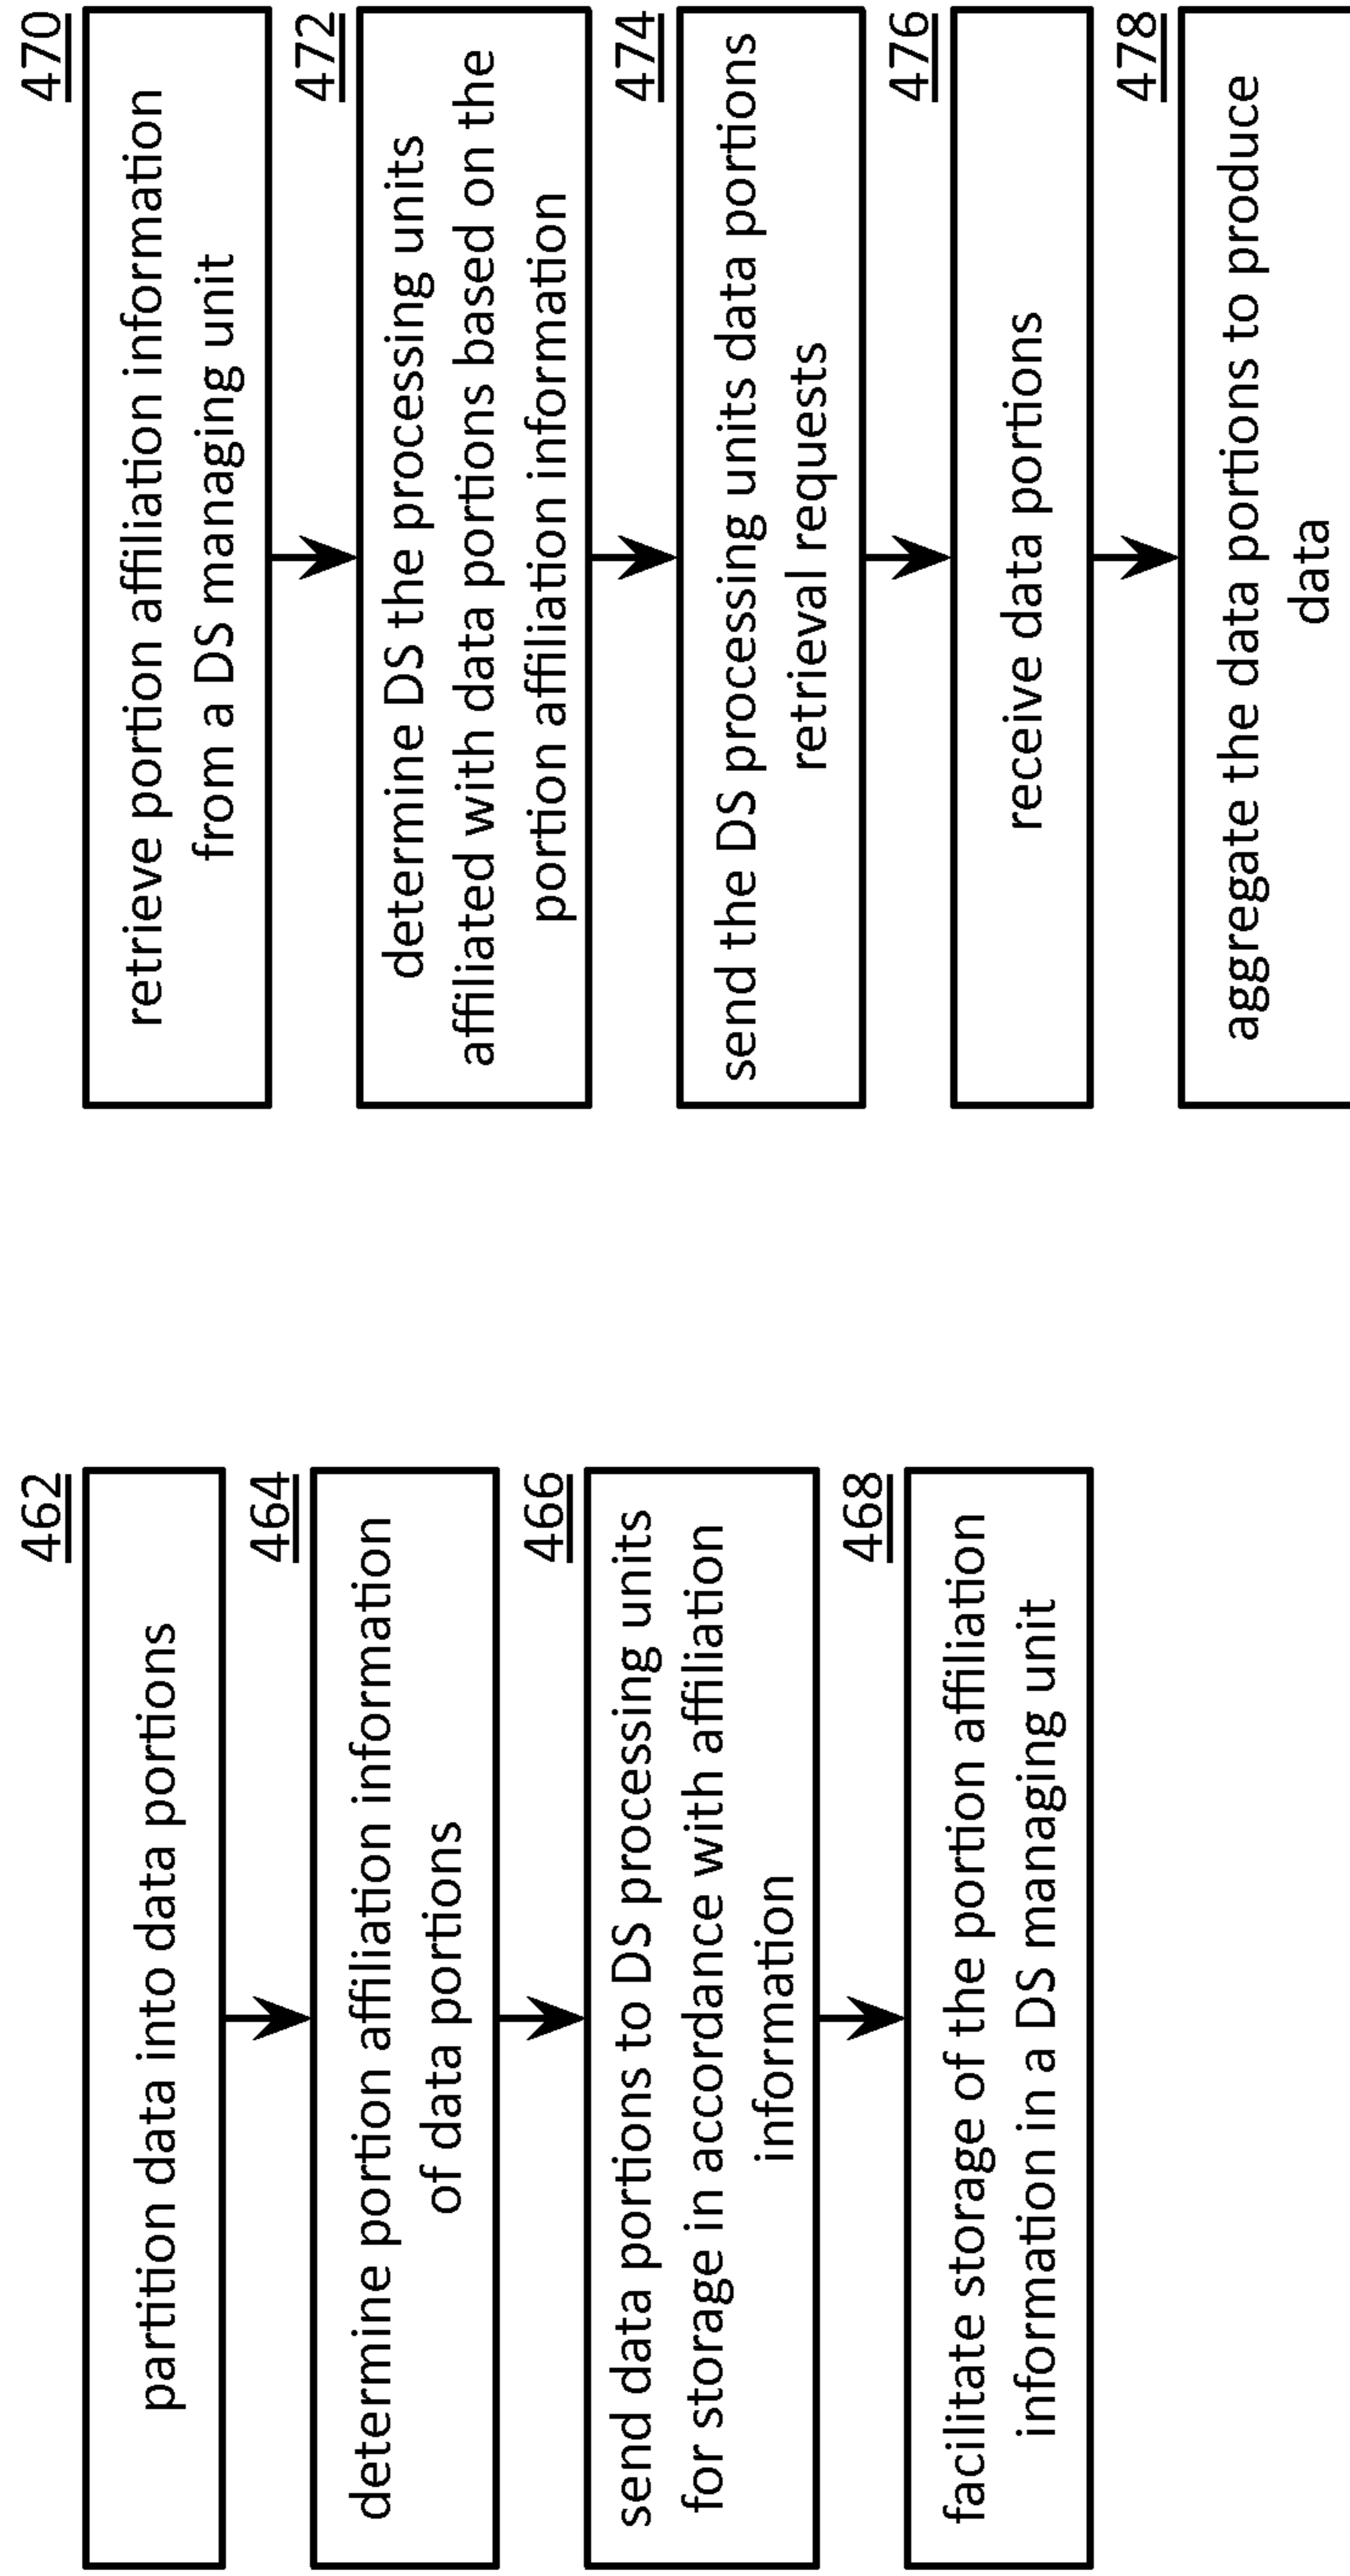 462
partition data into data portions
464
determine portion affiliation information
of data portions
466
send data portions to DS processing units
for storage in accordance with affiliation
information
468
facilitate storage of the portion affiliation
information in a DS managing unit
470
retrieve portion affiliation information
from a DS managing unit
472
determine DS the processing units
affiliated with data portions based on the
portion affiliation information
474
send the DS processing units data portions
retrieval requests
476
receive data portions
478
aggregate the data portions to produce
data